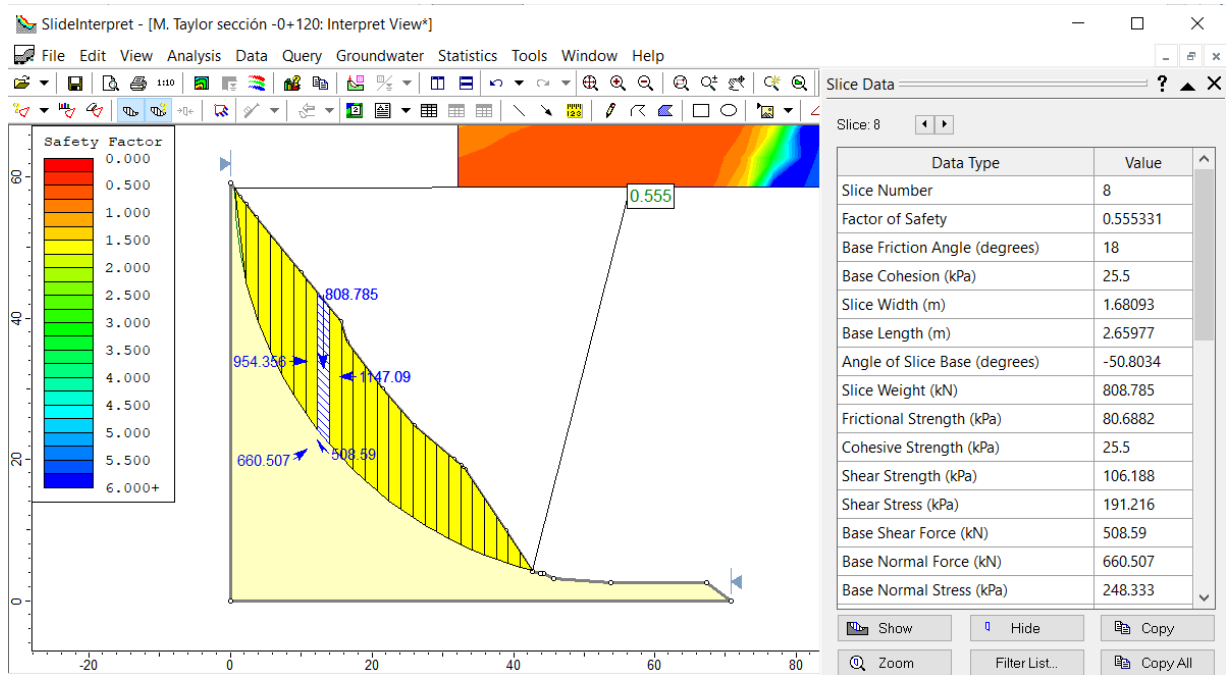 SlideInterpret - [M. Taylor sección -0+120: Interpret View*]
File Edit View Analysis Data Query Groundwater Statistics Tools Window Help
1:10
Slice Data
Slice: 8
Data Type Value
Slice Number 8
Factor of Safety 0.555331
Base Friction Angle (degrees) 18
Base Cohesion (kPa) 25.5
Slice Width (m) 1.68093
Base Length (m) 2.65977
Angle of Slice Base (degrees) -50.8034
Slice Weight (kN) 808.785
Frictional Strength (kPa) 80.6882
Cohesive Strength (kPa) 25.5
Shear Strength (kPa) 106.188
Shear Stress (kPa) 191.216
Base Shear Force (kN) 508.59
Base Normal Force (kN) 660.507
Base Normal Stress (kPa) 248.333
Show Hide Copy
Zoom Filter List... Copy All
Safety Factor
0.000
0.500
1.000
1.500
2.000
2.500
3.000
3.500
4.000
4.500
5.000
5.500
6.000+
0.555
808.785
954.356
1147.09
660.507
508.59
60
40
20
0
-20 0 20 40 60 80